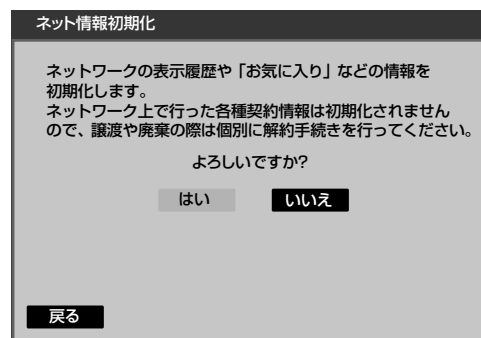 ネット情報初期化
ネットワークの表示履歴や「お気に入り」などの情報を
初期化します。
ネットワーク上で行った各種契約情報は初期化されません
ので、譲渡や廃棄の際は個別に解約手続きを行ってください。
よろしいですか?
はい いいえ
戻る